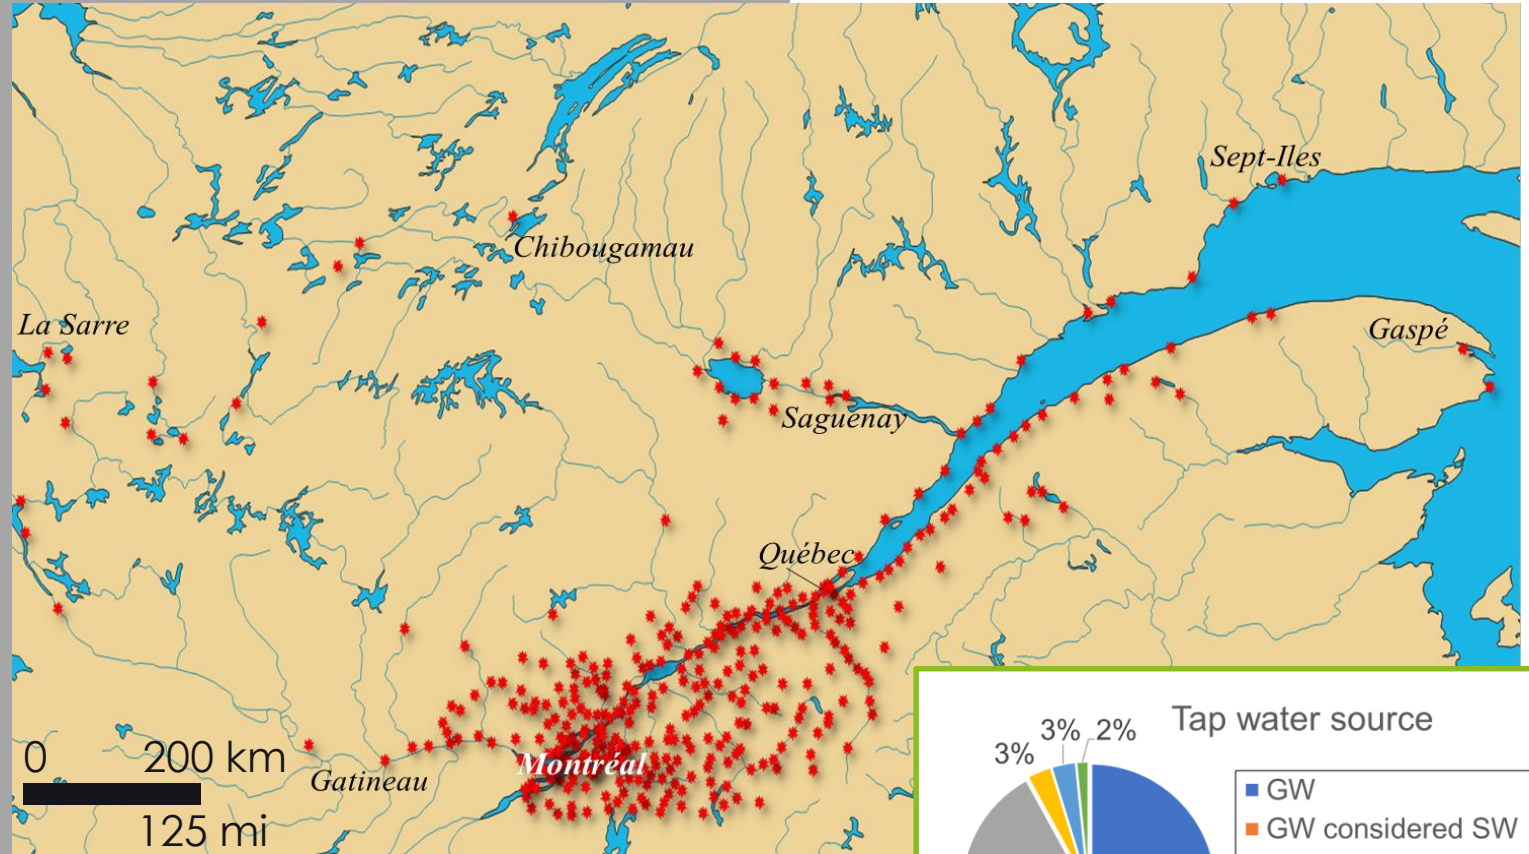 Sept-Iles
Chibougamau
La Sarre
Gaspé
Saguenay
Québec
Montréal
Gatineau
0 200 km
125 mi
Tap water source
3% 3% 2%
GW
GW considered SW